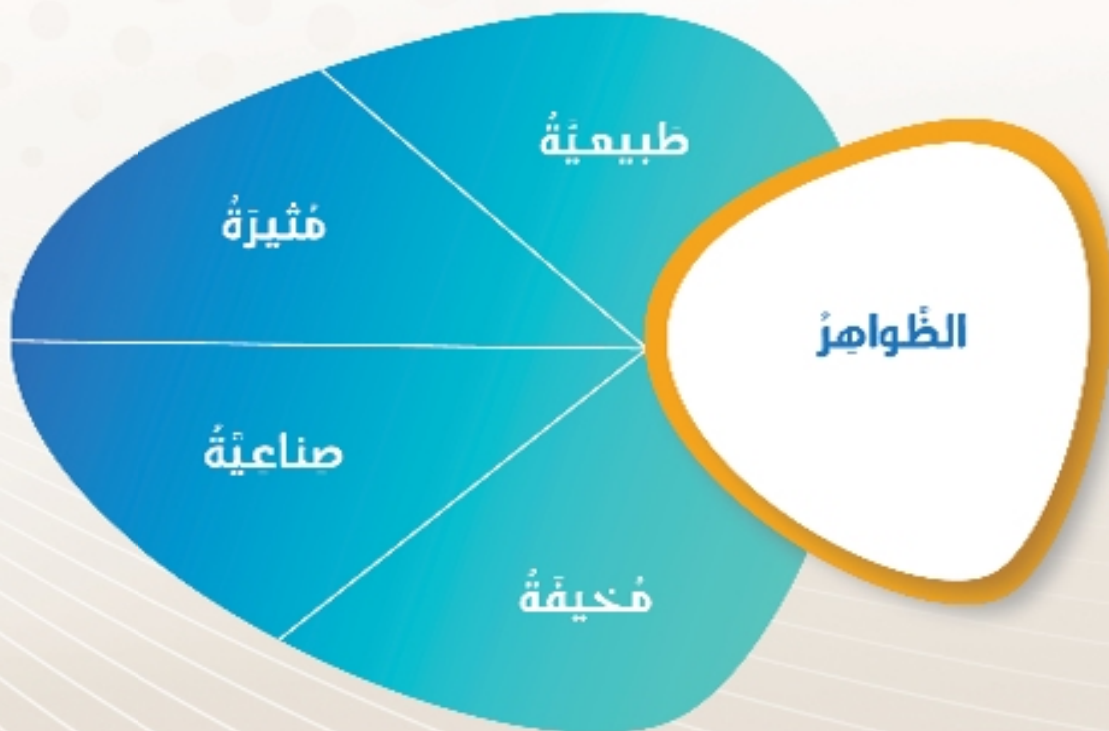 الظَّواهِرُ
طَبيعيَّةُ
مُثيرَةُ
صِناعِيَّةُ
مُخيفَةُ